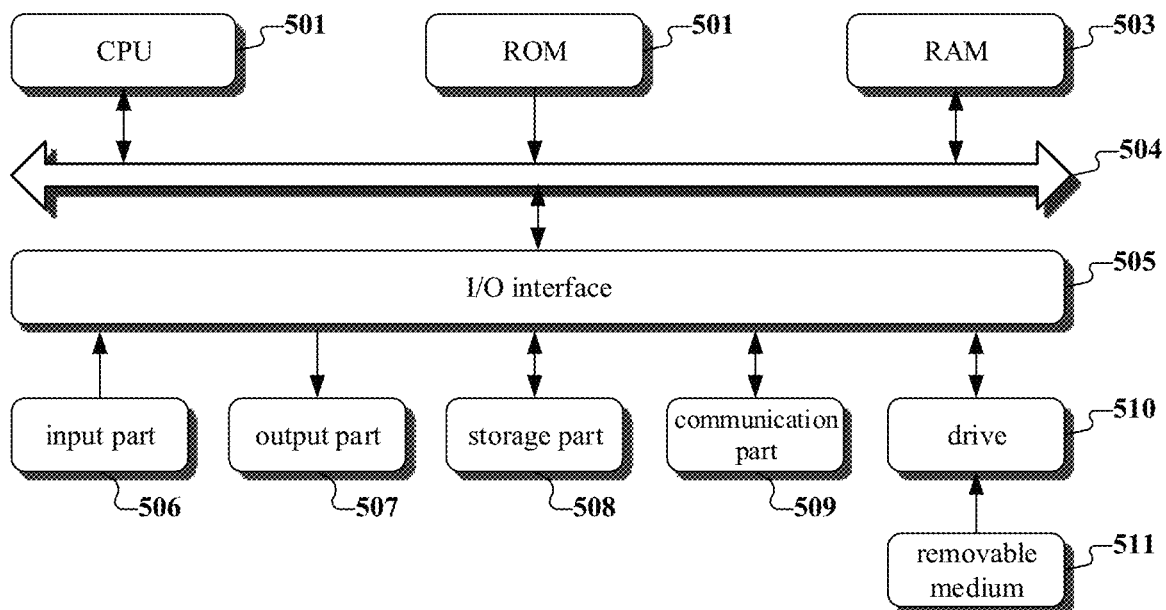 CPU
501
ROM
501
RAM
503
504
I/O interface
505
input part
506
output part
507
storage part
508
communication
part
509
drive
510
removable
medium
511